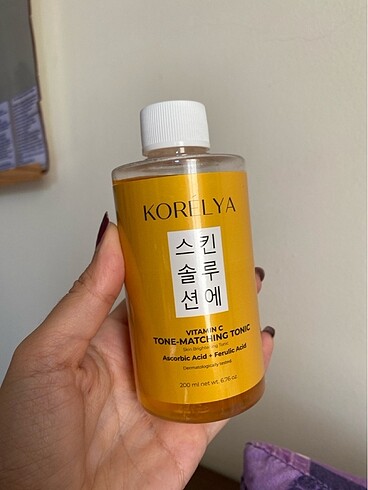 KORÉLYA
스킨
솔루
션에
VITAMIN C
TONE-MATCHING TONIC
Skin Brightening Tonic
Ascorbic Acid + Ferulic Acid
Dermatologically tested
200 ml net wt. 6.76 oz.